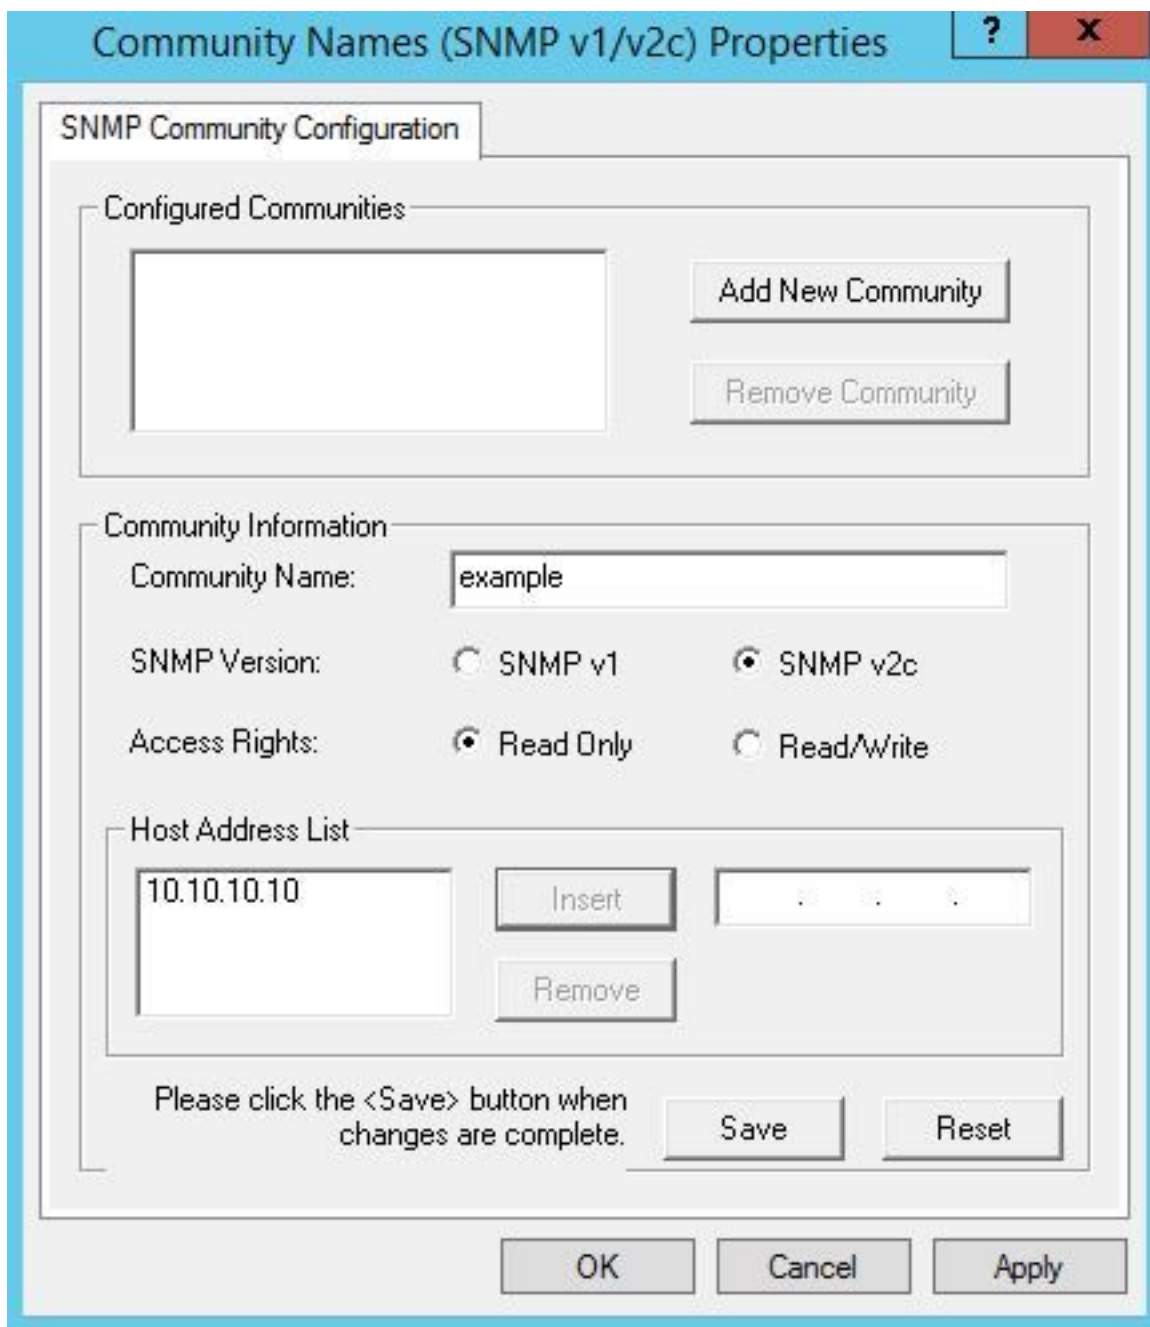 Community Names (SNMP v1/v2c) Properties
?
x
SNMP Community Configuration
Configured Communities
Add New Community
Remove Community
Community Information
Community Name:
example
SNMP Version:
SNMP v1
SNMP v2c
Access Rights:
Read Only
Read/Write
Host Address List
10.10.10.10
Insert
. . .
Remove
Please click the <Save> button when
changes are complete.
Save
Reset
OK
Cancel
Apply